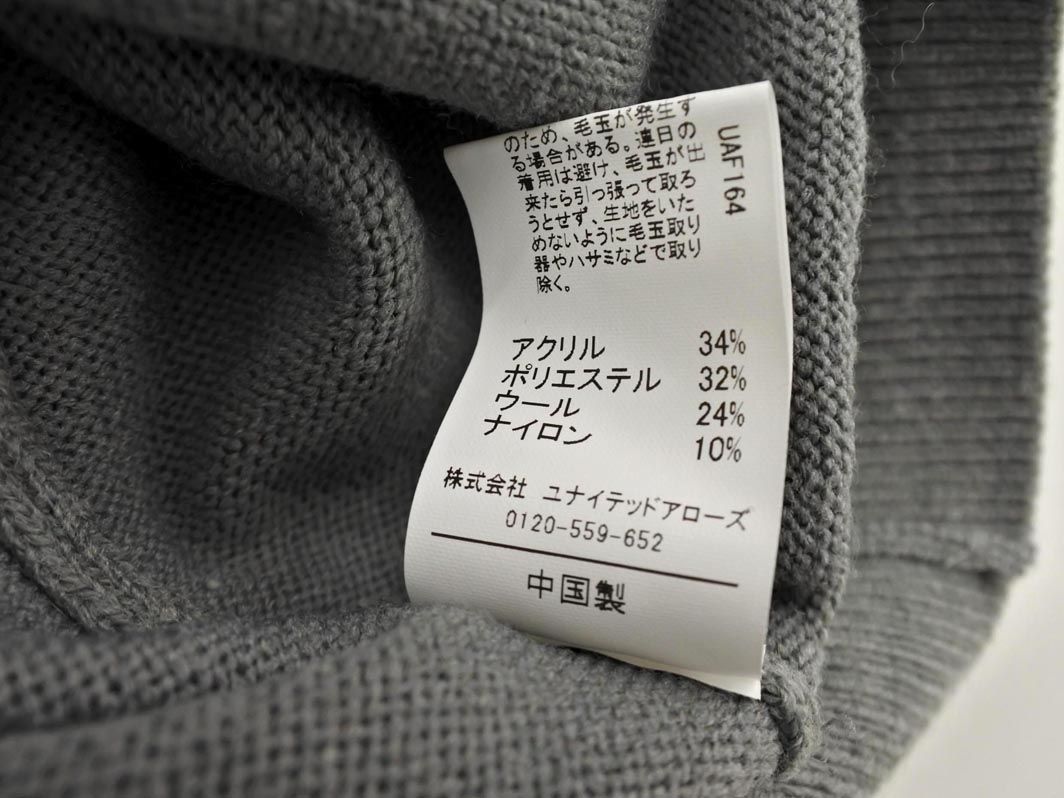 のため、毛玉が発生す
る場合がある。連日の
着用は避け、毛玉が出
来たら引っ張って取ろ
うとせず、生地をいた
めないように毛玉取り
器やハサミなどで取り
除く。
UAF164
アクリル 34%
ポリエステル 32%
ウール 24%
ナイロン 10%
株式会社 ユナイテッドアローズ
0120-559-652
中国製